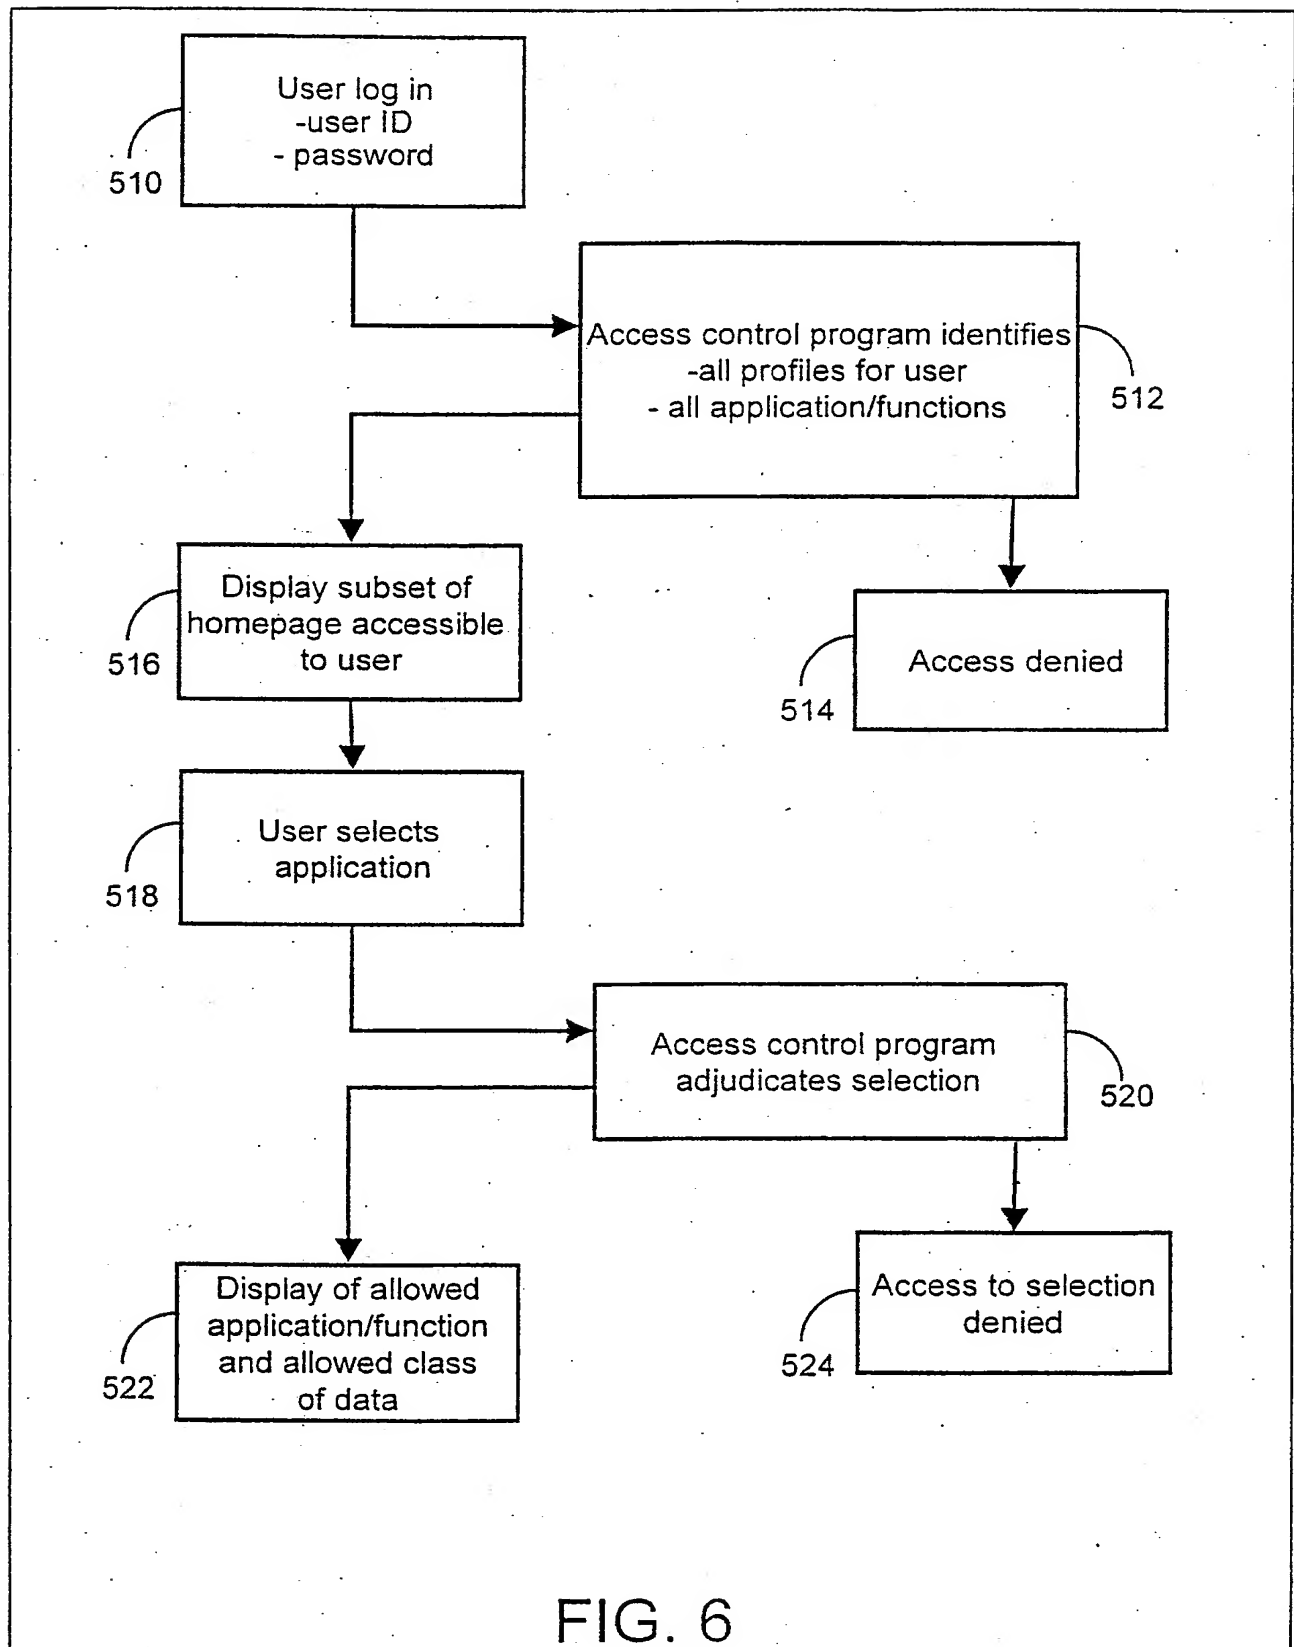 User log in
-user ID
- password
510
Access control program identifies
-all profiles for user
- all application/functions
512
Display subset of
homepage accessible
to user
516
Access denied
514
User selects
application
518
Access control program
adjudicates selection
520
Display of allowed
application/function
and allowed class
of data
522
Access to selection
denied
524
FIG. 6